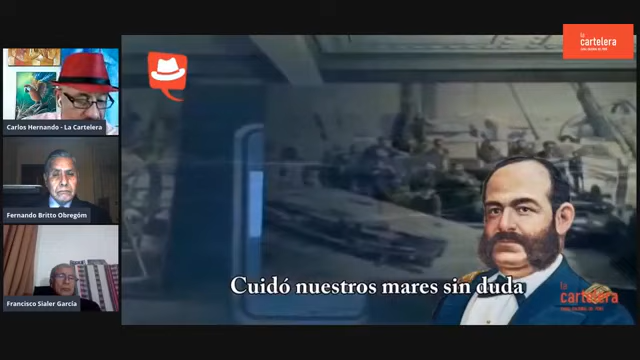 la
cartelera
Carlos Hernando - La Cartelera
Fernando Britto Obregóm
Francisco Sialer García
Cuidó nuestros mares sin duda
la
cartelera